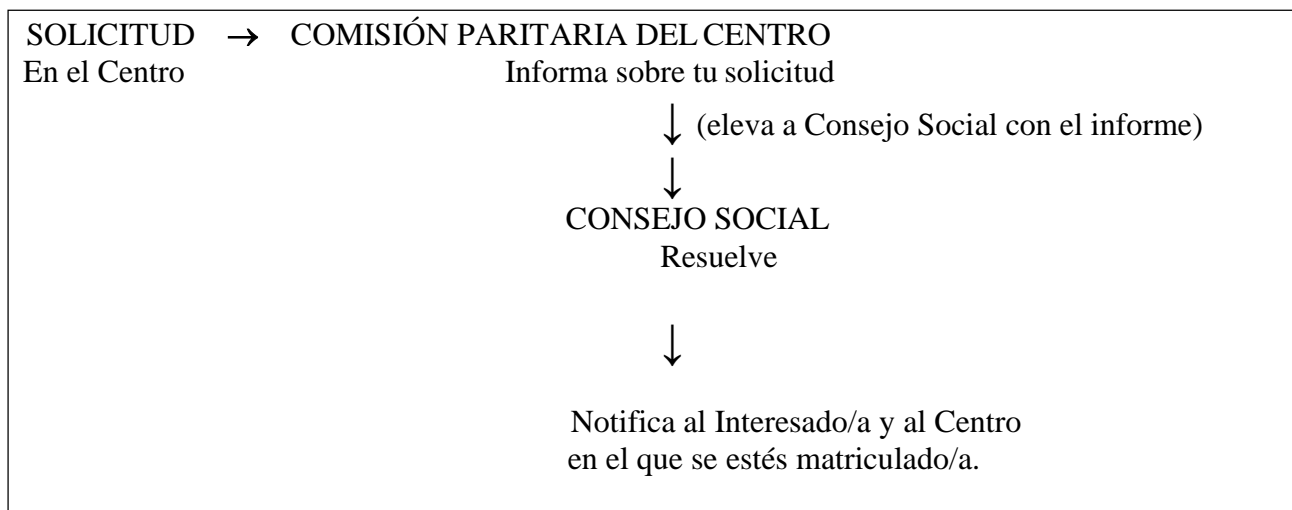 SOLICITUD → COMISIÓN PARITARIA DEL CENTRO
En el Centro Informa sobre tu solicitud
↓ (eleva a Consejo Social con el informe)
↓
CONSEJO SOCIAL
Resuelve
↓
Notifica al Interesado/a y al Centro
en el que se estés matriculado/a.